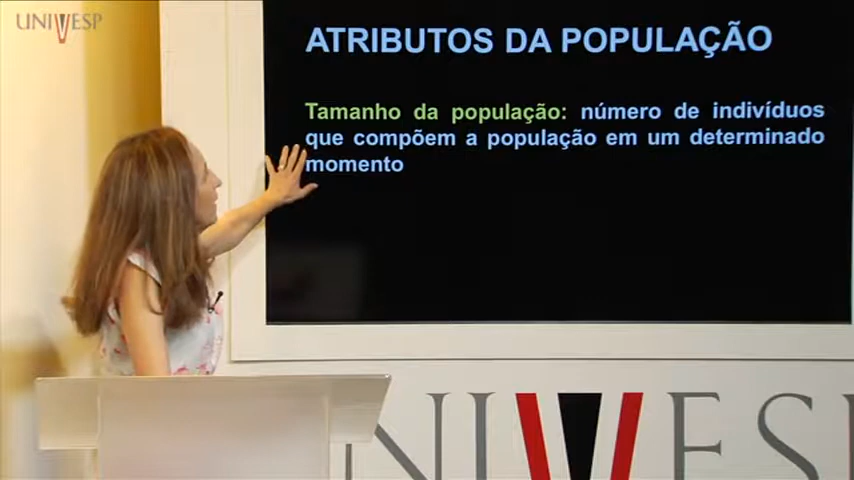 UNIVESP
ATRIBUTOS DA POPULAÇÃO
Tamanho da população: número de indivíduos
que compõem a população em um determinado
momento
UNIVESP